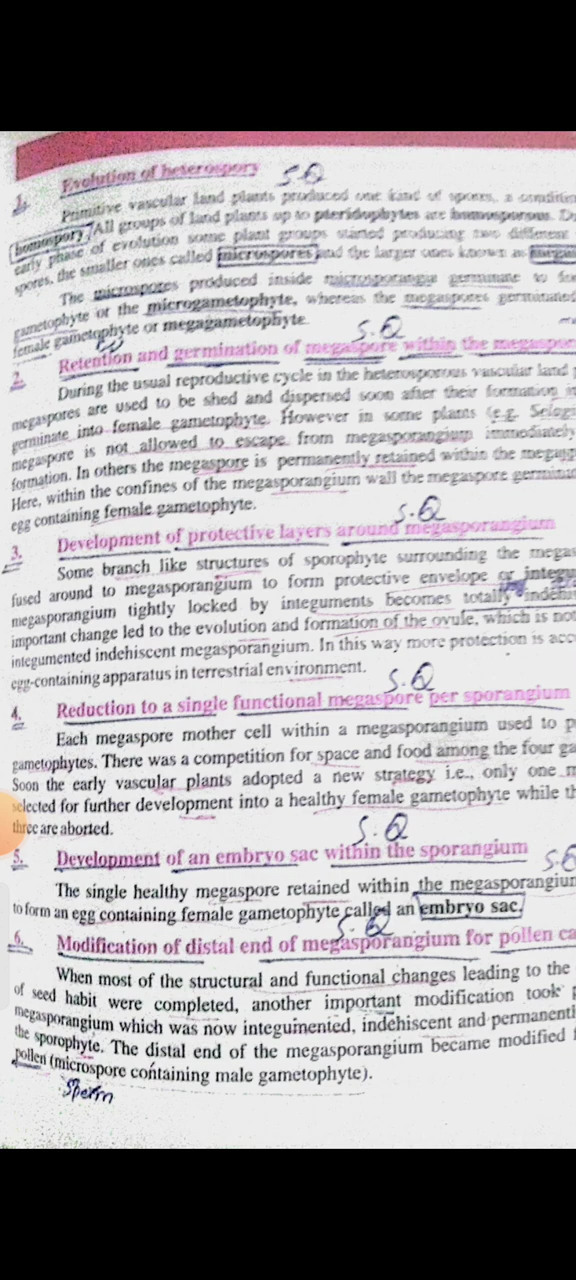 S.Q
1. Evolution of heterospory
Primitive vascular land plants produced one kind of spores, a
homospory. All groups of land plants up to pteridophytes are homosporous.
early phase of evolution some plant groups started producing two different
spores, the smaller ones called microspores and the larger ones known as
The microspores produced inside microsporangia germinate to
gametophyte or the microgametophyte, whereas the megaspores germinated
female gametophyte or megagametophyte.
S.Q
2. Retention and germination of megaspore within the
During the usual reproductive cycle in the heterosporous vascular land
megaspores are used to be shed and dispersed soon after their formation
germinate into female gametophyte. However in some plants (e.g.
megaspore is not allowed to escape from megasporangium immediately
formation. In others the megaspore is permanently retained within the
Here, within the confines of the megasporangium wall the megaspore
egg containing female gametophyte.
S.Q
3. Development of protective layers around megasporangium
Some branch like structures of sporophyte surrounding the
fused around to megasporangium to form protective envelope or
megasporangium tightly locked by integuments becomes totally
important change led to the evolution and formation of the ovule, which is not
integumented indehiscent megasporangium. In this way more protection is
egg-containing apparatus in terrestrial environment.
S.Q
4. Reduction to a single functional megaspore per sporangium
Each megaspore mother cell within a megasporangium used to p
gametophytes. There was a competition for space and food among the four ga
Soon the early vascular plants adopted a new strategy i.e., only one m
selected for further development into a healthy female gametophyte while th
three are aborted.
S.Q
5. Development of an embryo sac within the sporangium
S.Q
The single healthy megaspore retained within the megasporangium
to form an egg containing female gametophyte called an embryo sac.
S.Q
6. Modification of distal end of megasporangium for pollen ca
When most of the structural and functional changes leading to the
of seed habit were completed, another important modification took p
megasporangium which was now integumented, indehiscent and permanentl
the sporophyte. The distal end of the megasporangium became modified f
pollen (microspore containing male gametophyte).
Sperm